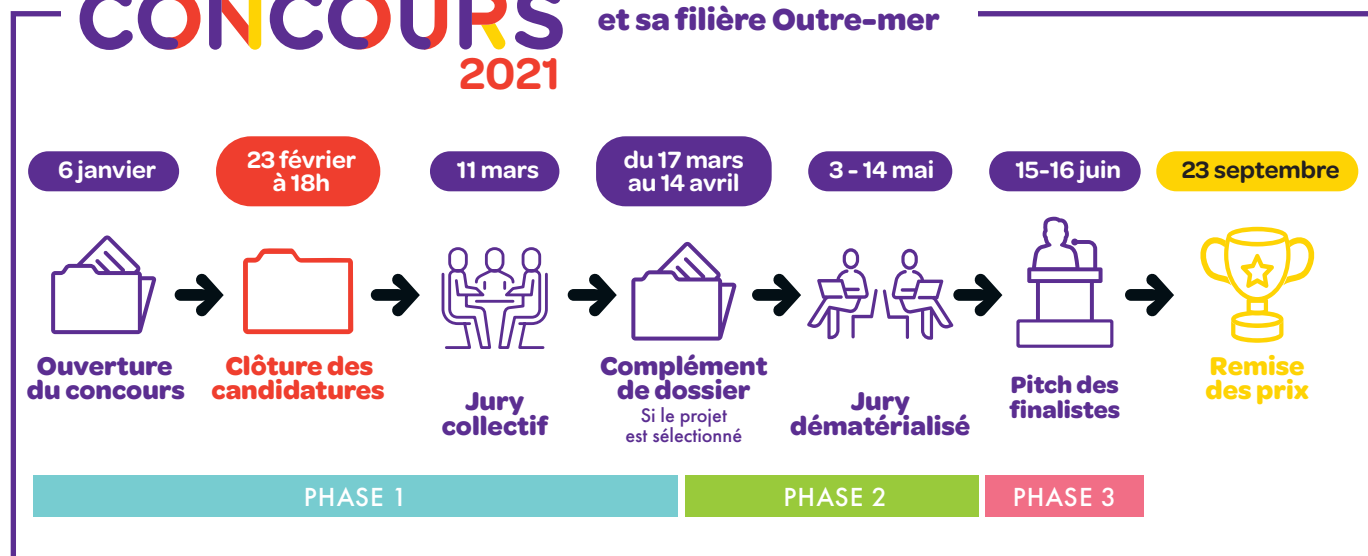 CONCOURS
et sa filière Outre-mer
2021
6 janvier
23 février
à 18h
11 mars
du 17 mars
au 14 avril
3 - 14 mai
15-16 juin
23 septembre
Ouverture
du concours
Clôture des
candidatures
Jury
collectif
Complément
de dossier
Si le projet
est sélectionné
Jury
dématérialisé
Pitch des
finalistes
Remise
des prix
PHASE 1
PHASE 2
PHASE 3